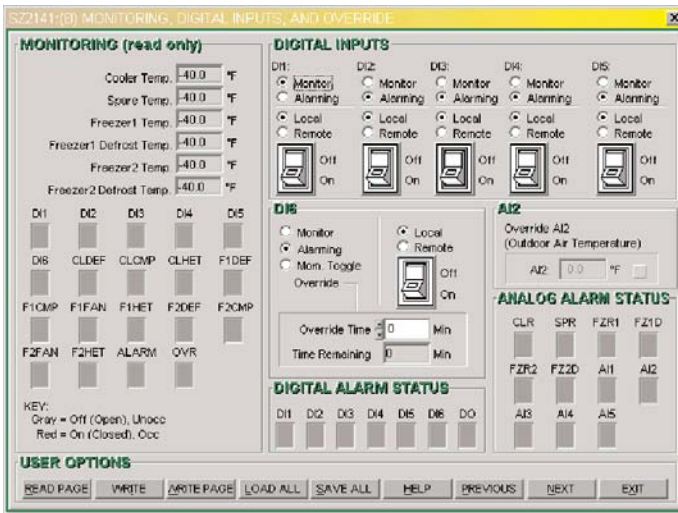 SZ2141:(8) MONITORING, DIGITAL INPUTS, AND OVERRIDE
MONITORING (read only)
Cooler Temp. -40.0 °F
Spare Temp. -40.0 °F
Freezer1 Temp. -40.0 °F
Freezer1 Defrost Temp. -40.0 °F
Freezer2 Temp. -40.0 °F
Freezer2 Defrost Temp. -40.0 °F
DI1 DI2 DI3 DI4 DI5
DI6 CLDEF CLCMP CLHET F1DEF
F1CMP F1FAN F1HET F2DEF F2CMP
F2FAN F2HET ALARM OVR
KEY:
Gray = Off (Open), Unocc
Red = On (Closed), Occ
DIGITAL INPUTS
DI1: DI2: DI3: DI4: DI5:
Monitor Monitor Monitor Monitor Monitor
Alarming Alarming Alarming Alarming Alarming
Local Local Local Local Local
Remote Remote Remote Remote Remote
Off Off Off Off Off
On On On On On
DI6
Monitor
Alarming
Mom. Toggle
Override
Local
Remote
Off
On
Override Time 0 Min
Time Remaining 0 Min
AI2
Override AI2
(Outdoor Air Temperature)
AI2 0.0 °F
DIGITAL ALARM STATUS
DI1 DI2 DI3 DI4 DI5 DI6 DO
ANALOG ALARM STATUS
CLR SPR FZR1 FZ1D
FZR2 FZ2D AI1 AI2
AI3 AI4 AI5
USER OPTIONS
READ PAGE WRITE WRITE PAGE LOAD ALL SAVE ALL HELP PREVIOUS NEXT EXIT